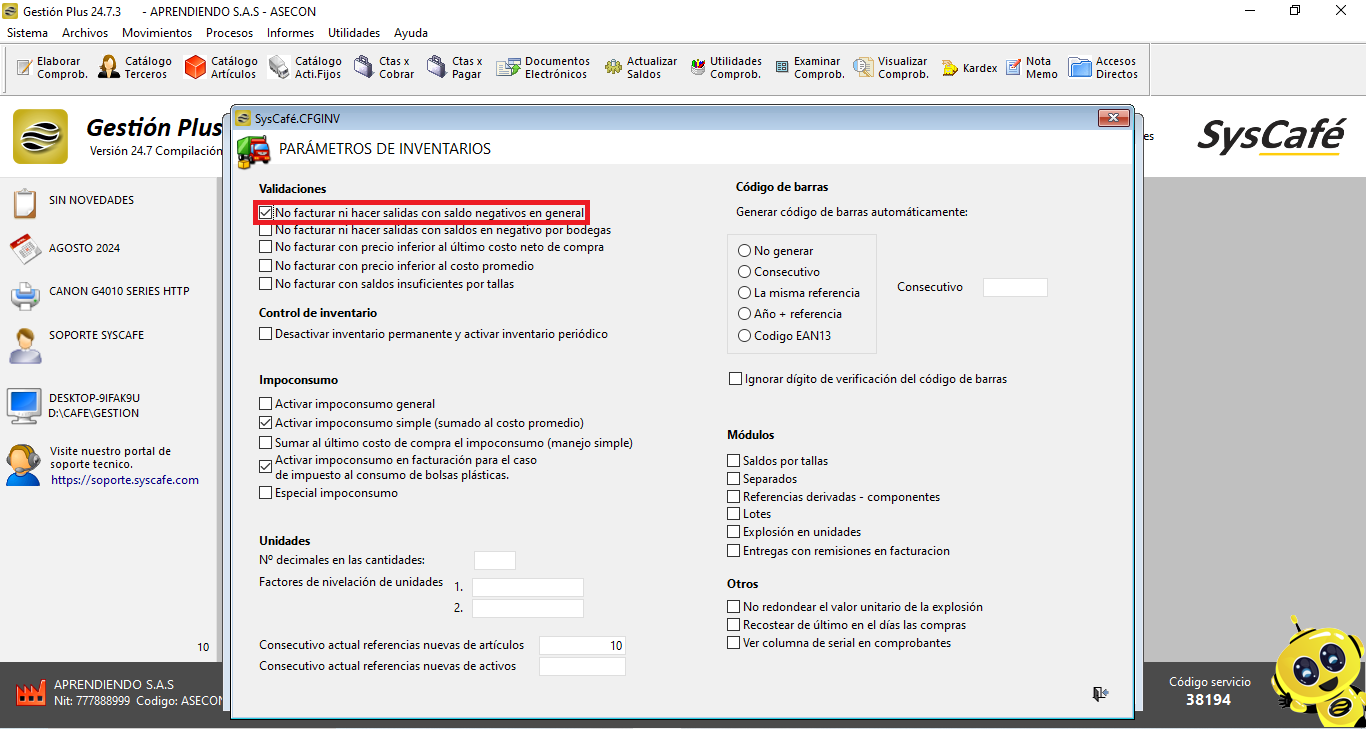 Gestión Plus 24.7.3 - APRENDIENDO S.A.S - ASECON
Sistema Archivos Movimientos Procesos Informes Utilidades Ayuda
Elaborar Comprob.
Catálogo Terceros
Catálogo Artículos
Catálogo Acti.Fijos
Ctas x Cobrar
Ctas x Pagar
Documentos Electrónicos
Actualizar Saldos
Utilidades Comprob.
Examinar Comprob.
Visualizar Comprob.
Kardex
Nota Memo
Accesos Directos
Gestión Plus
Versión 24.7 Compilación
es
SysCafé
SIN NOVEDADES
AGOSTO 2024
CANON G4010 SERIES HTTP
SOPORTE SYSCAFE
DESKTOP-9IFAK9U
D:\CAFE\GESTION
Visite nuestro portal de
soporte tecnico.
https://soporte.syscafe.com
10
SysCafé.CFGINV
PARÁMETROS DE INVENTARIOS
Validaciones
No facturar ni hacer salidas con saldo negativos en general
No facturar ni hacer salidas con saldos en negativo por bodegas
No facturar con precio inferior al último costo neto de compra
No facturar con precio inferior al costo promedio
No facturar con saldos insuficientes por tallas
Control de inventario
Desactivar inventario permanente y activar inventario periódico
Impoconsumo
Activar impoconsumo general
Activar impoconsumo simple (sumado al costo promedio)
Sumar al último costo de compra el impoconsumo (manejo simple)
Activar impoconsumo en facturación para el caso
de impuesto al consumo de bolsas plásticas.
Especial impoconsumo
Unidades
Nº decimales en las cantidades:
Factores de nivelación de unidades 1.
2.
Consecutivo actual referencias nuevas de artículos 10
Consecutivo actual referencias nuevas de activos
Código de barras
Generar código de barras automáticamente:
No generar
Consecutivo
La misma referencia
Año + referencia
Codigo EAN13
Consecutivo
Ignorar dígito de verificación del código de barras
Módulos
Saldos por tallas
Separados
Referencias derivadas - componentes
Lotes
Explosión en unidades
Entregas con remisiones en facturacion
Otros
No redondear el valor unitario de la explosión
Recostear de último en el días las compras
Ver columna de serial en comprobantes
APRENDIENDO S.A.S
Nit: 777888999 Codigo: ASECON
Código servicio
38194